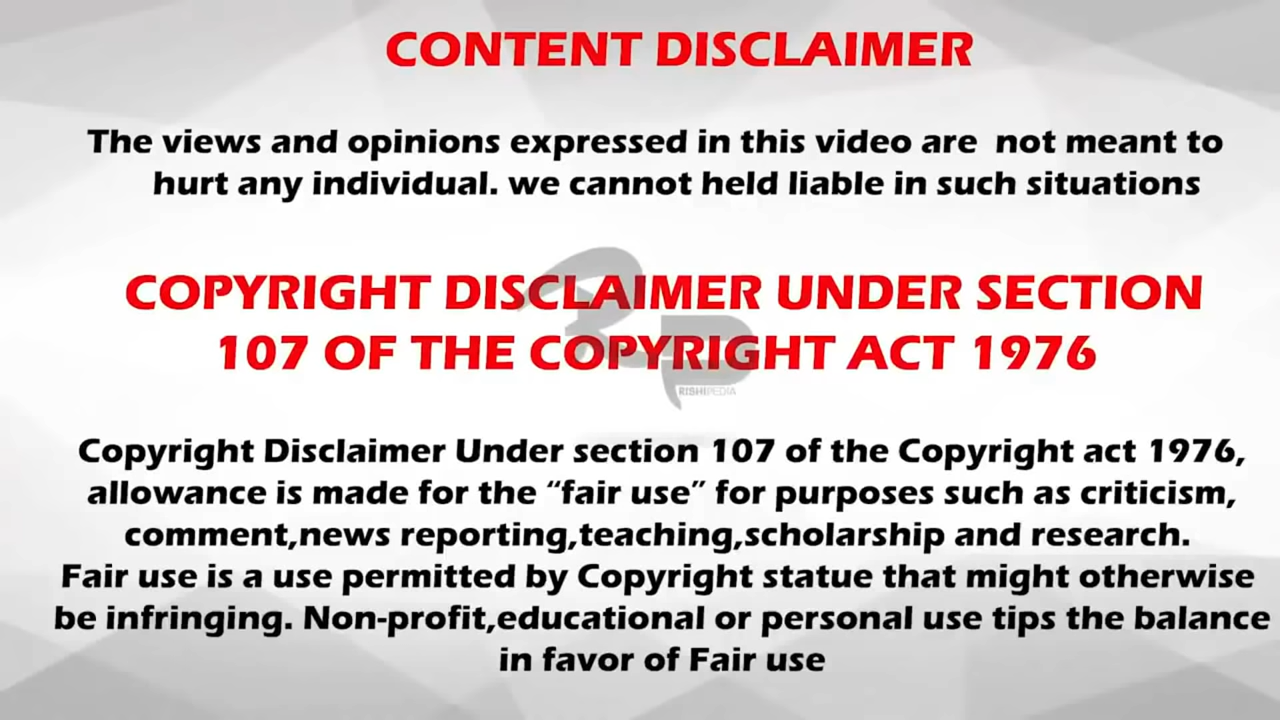 CONTENT DISCLAIMER
The views and opinions expressed in this video are not meant to
hurt any individual. we cannot held liable in such situations
COPYRIGHT DISCLAIMER UNDER SECTION
107 OF THE COPYRIGHT ACT 1976
RISHIPEDIA
Copyright Disclaimer Under section 107 of the Copyright act 1976,
allowance is made for the “fair use” for purposes such as criticism,
comment,news reporting,teaching,scholarship and research.
Fair use is a use permitted by Copyright statue that might otherwise
be infringing. Non-profit,educational or personal use tips the balance
in favor of Fair use